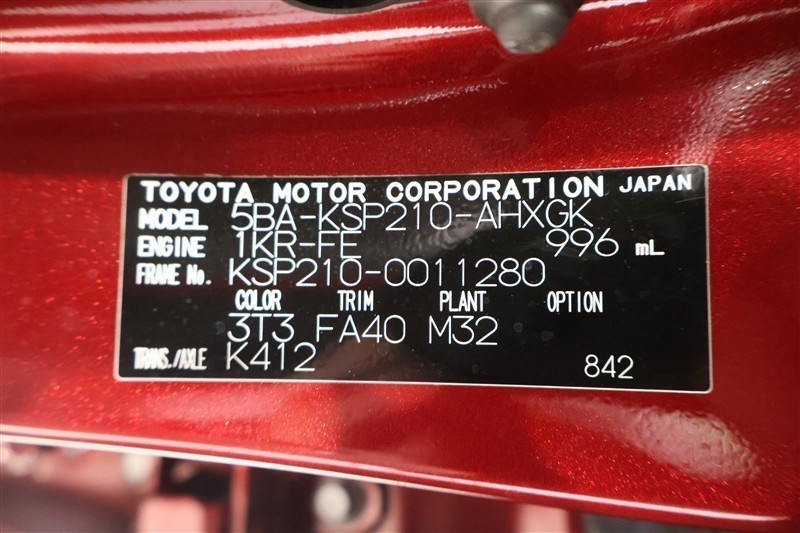 TOYOTA MOTOR CORPORATION JAPAN
MODEL 5BA-KSP210-AHXGK
ENGINE 1KR-FE 996 mL
FRAME No. KSP210-0011280
COLOR TRIM PLANT OPTION
3T3 FA40 M32
TRANS./AXLE K412 842